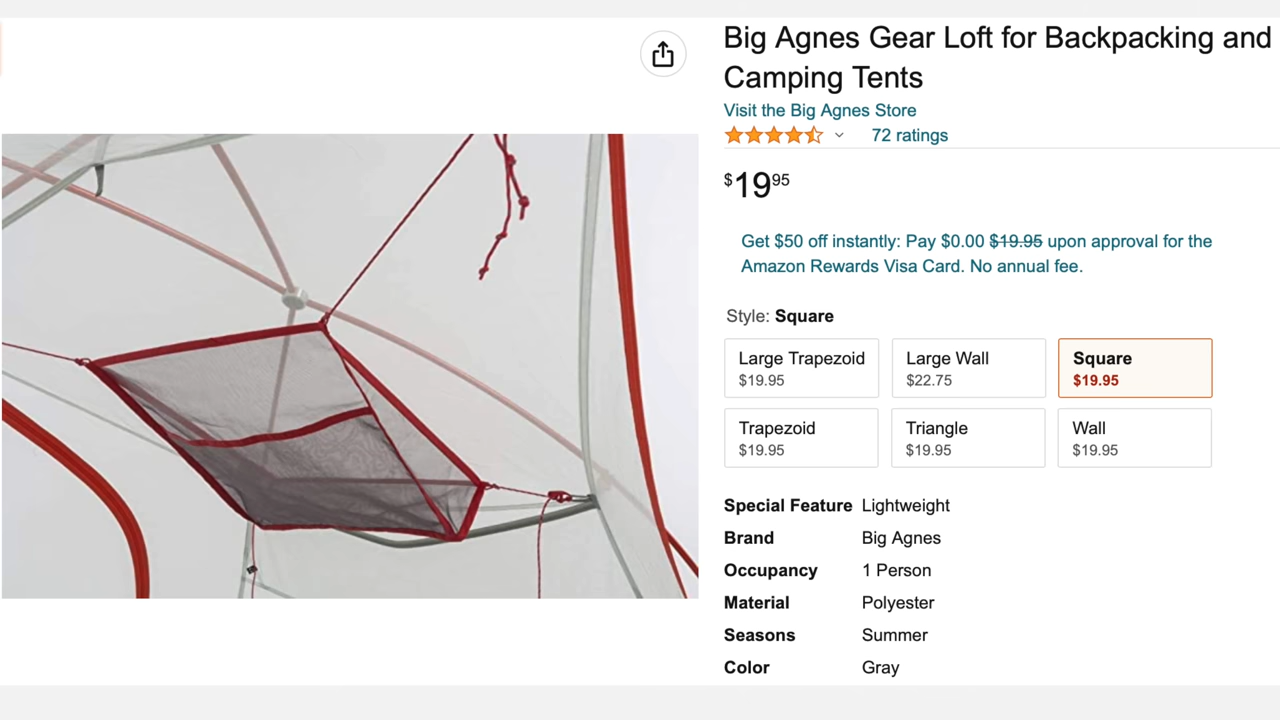 Big Agnes Gear Loft for Backpacking and
Camping Tents
Visit the Big Agnes Store
72 ratings
$19.95
Get $50 off instantly: Pay $0.00 $19.95 upon approval for the
Amazon Rewards Visa Card. No annual fee.
Style: Square
Large Trapezoid Large Wall Square
$19.95 $22.75 $19.95
Trapezoid Triangle Wall
$19.95 $19.95 $19.95
Special Feature Lightweight
Brand Big Agnes
Occupancy 1 Person
Material Polyester
Seasons Summer
Color Gray